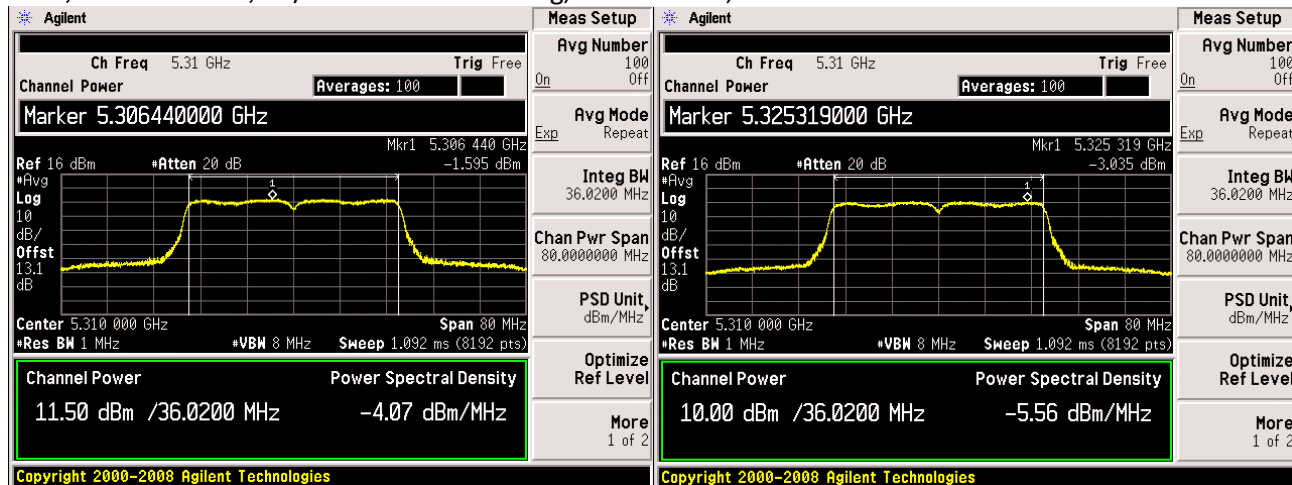 Agilent
Meas Setup
Ch Freq 5.31 GHz Trig Free
Channel Power Averages: 100
Marker 5.306440000 GHz
Mkr1 5.306 440 GHz
Ref 16 dBm #Atten 20 dB -1.595 dBm
#Avg
Log
10
dB/
Offst
13.1
dB
1
Center 5.310 000 GHz Span 80 MHz
#Res BW 1 MHz #VBW 8 MHz Sweep 1.092 ms (8192 pts)
Channel Power Power Spectral Density
11.50 dBm /36.0200 MHz -4.07 dBm/MHz
Copyright 2000-2008 Agilent Technologies
Avg Number
100
On Off
Avg Mode
Exp Repeat
Integ BW
36.0200 MHz
Chan Pwr Span
80.0000000 MHz
PSD Unit
dBm/MHz
Optimize
Ref Level
More
1 of 2
Agilent
Meas Setup
Ch Freq 5.31 GHz Trig Free
Channel Power Averages: 100
Marker 5.325319000 GHz
Mkr1 5.325 319 GHz
Ref 16 dBm #Atten 20 dB -3.035 dBm
#Avg
Log
10
dB/
Offst
13.1
dB
1
Center 5.310 000 GHz Span 80 MHz
#Res BW 1 MHz #VBW 8 MHz Sweep 1.092 ms (8192 pts)
Channel Power Power Spectral Density
10.00 dBm /36.0200 MHz -5.56 dBm/MHz
Copyright 2000-2008 Agilent Technologies
Avg Number
100
On Off
Avg Mode
Exp Repeat
Integ BW
36.0200 MHz
Chan Pwr Span
80.0000000 MHz
PSD Unit
dBm/MHz
Optimize
Ref Level
More
1 of 2